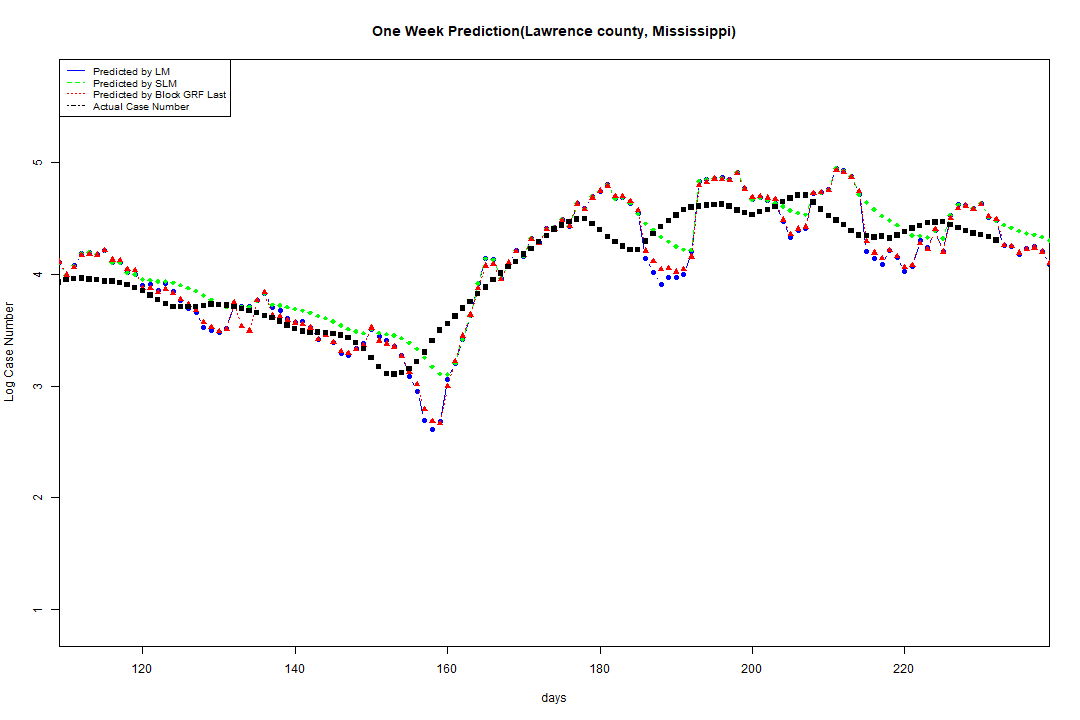 One Week Prediction(Lawrence county, Mississippi)
Predicted by LM
Predicted by SLM
Predicted by Block GRF Last
Actual Case Number
5
4
3
2
1
Log Case Number
120 140 160 180 200 220
days